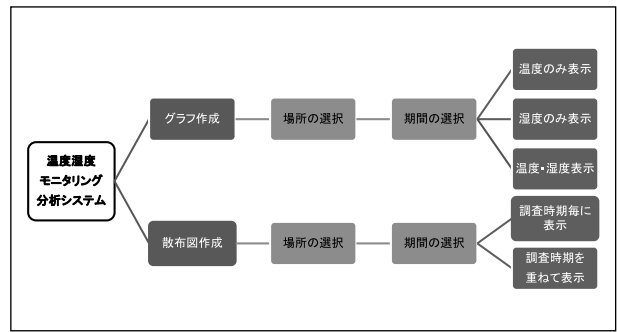 温度湿度
モニタリング
分析システム
グラフ作成
場所の選択
期間の選択
温度のみ表示
湿度のみ表示
温度・湿度表示
散布図作成
場所の選択
期間の選択
調査時期毎に
表示
調査時期を
重ねて表示